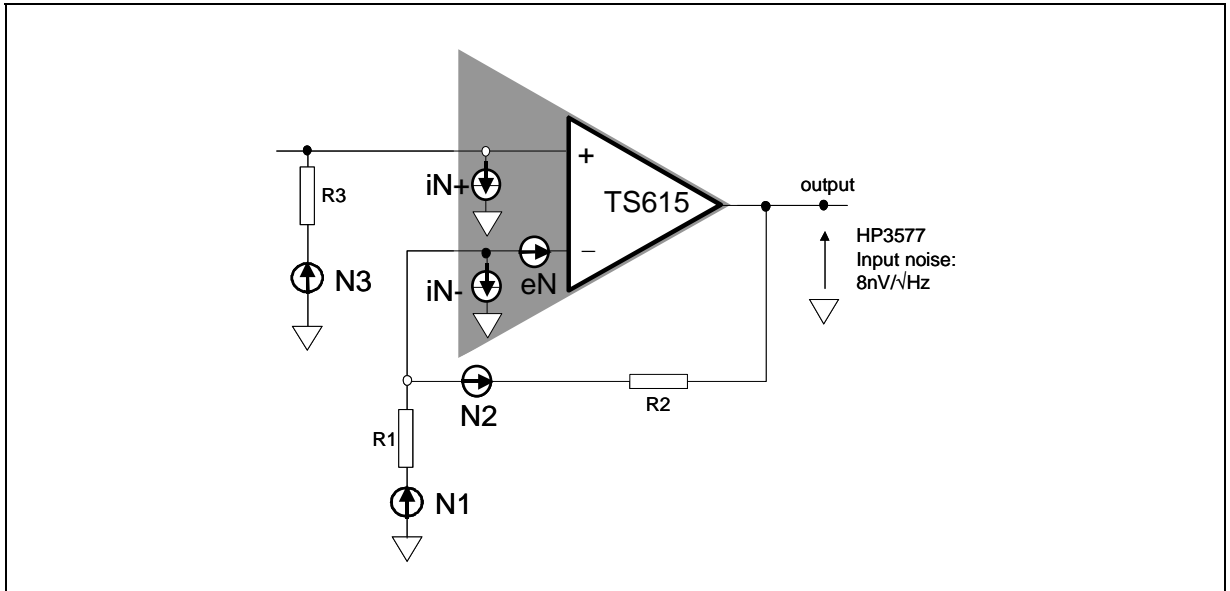 +
iN+
R3
TS615
output
N3
−
iN-
eN
HP3577
Input noise:
8nV/√Hz
N2
R2
R1
N1